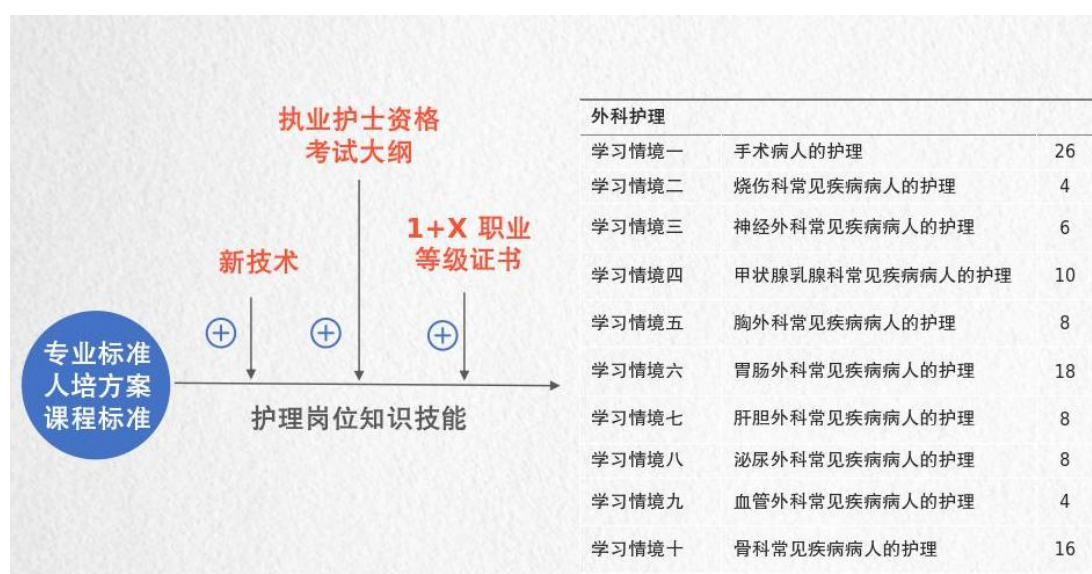 执业护士资格
考试大纲
1+X 职业
等级证书
新技术
专业标准
人培方案
课程标准
护理岗位知识技能
外科护理
学习情境一 手术病人的护理 26
学习情境二 烧伤科常见疾病病人的护理 4
学习情境三 神经外科常见疾病病人的护理 6
学习情境四 甲状腺乳腺科常见疾病病人的护理 10
学习情境五 胸外科常见疾病病人的护理 8
学习情境六 胃肠外科常见疾病病人的护理 18
学习情境七 肝胆外科常见疾病病人的护理 8
学习情境八 泌尿外科常见疾病病人的护理 8
学习情境九 血管外科常见疾病病人的护理 4
学习情境十 骨科常见疾病病人的护理 16